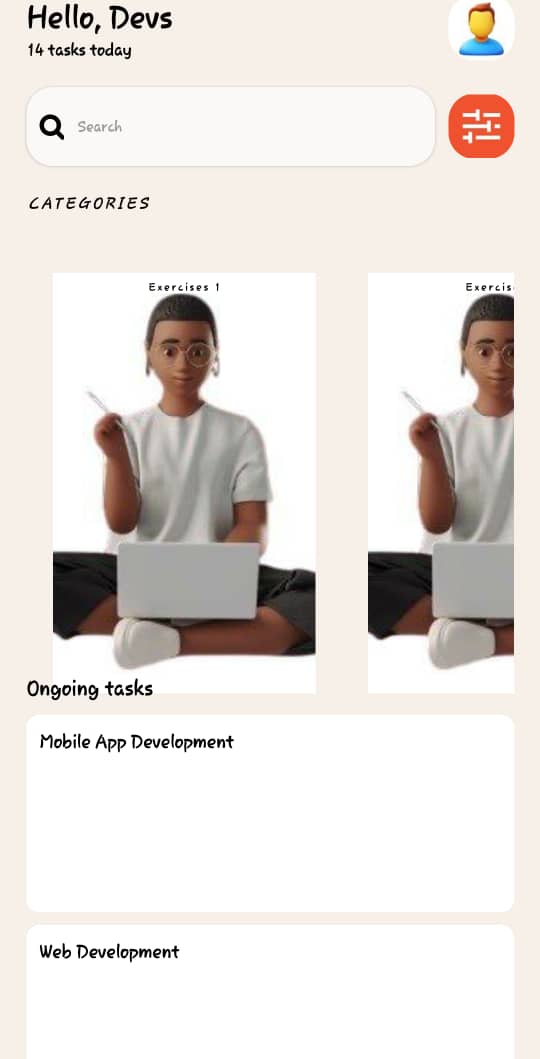 Hello, Devs
14 tasks today
Search
CATEGORIES
Exercises 1
Exercis
Ongoing tasks
Mobile App Development
Web Development